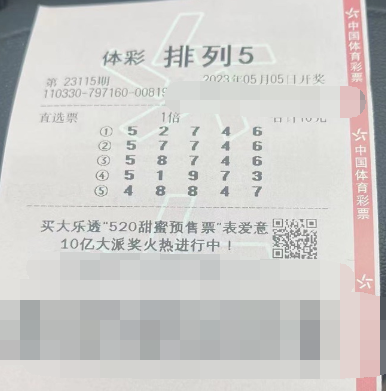 体彩 排列5
第 23115期 2023年05月05日开奖
110330-797160-00819
直选票 1倍 合计10元
① 5 2 7 4 6
② 5 7 7 4 6
③ 5 8 7 4 6
④ 5 1 9 7 3
⑤ 4 8 8 4 7
买大乐透"520甜蜜预售票"表爱意
10亿大派奖火热进行中！
中国体育彩票
中国体育彩票